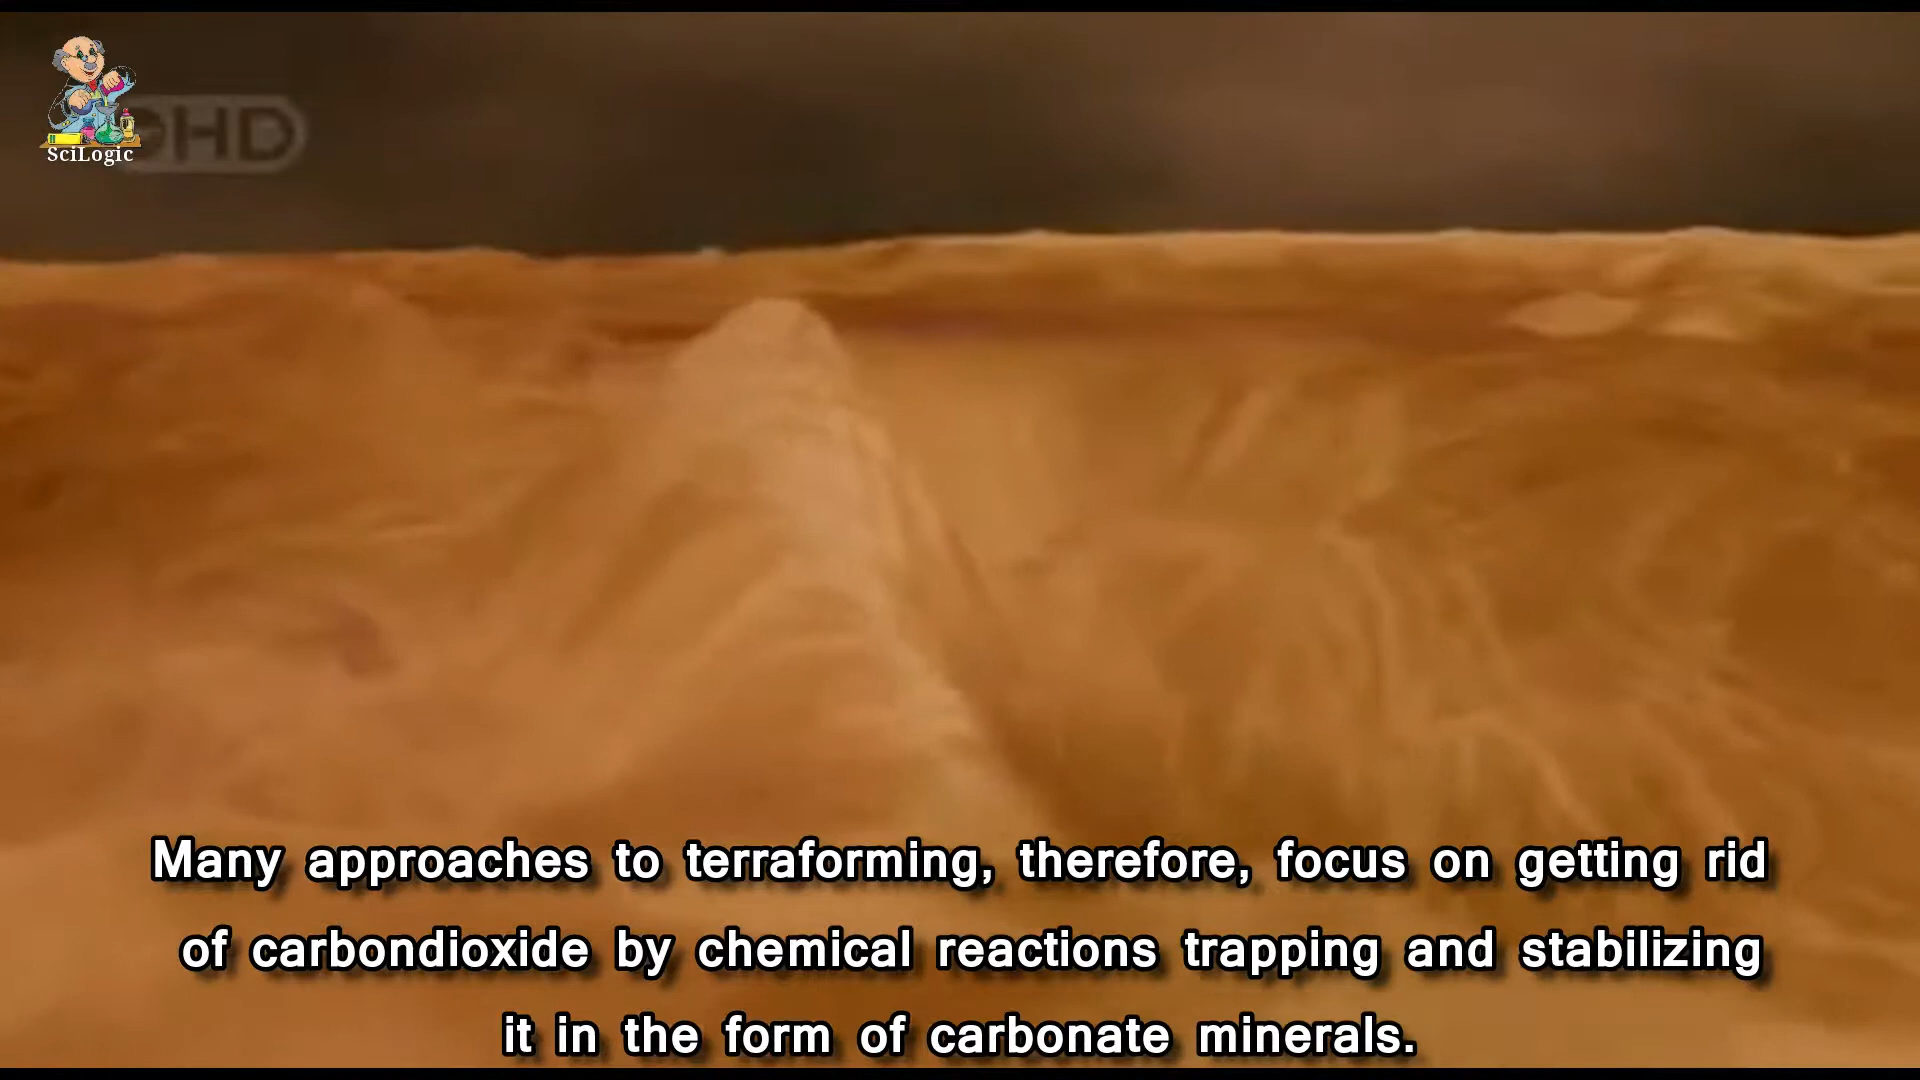 HD
SciLogic
Many approaches to terraforming, therefore, focus on getting rid
of carbondioxide by chemical reactions trapping and stabilizing
it in the form of carbonate minerals.